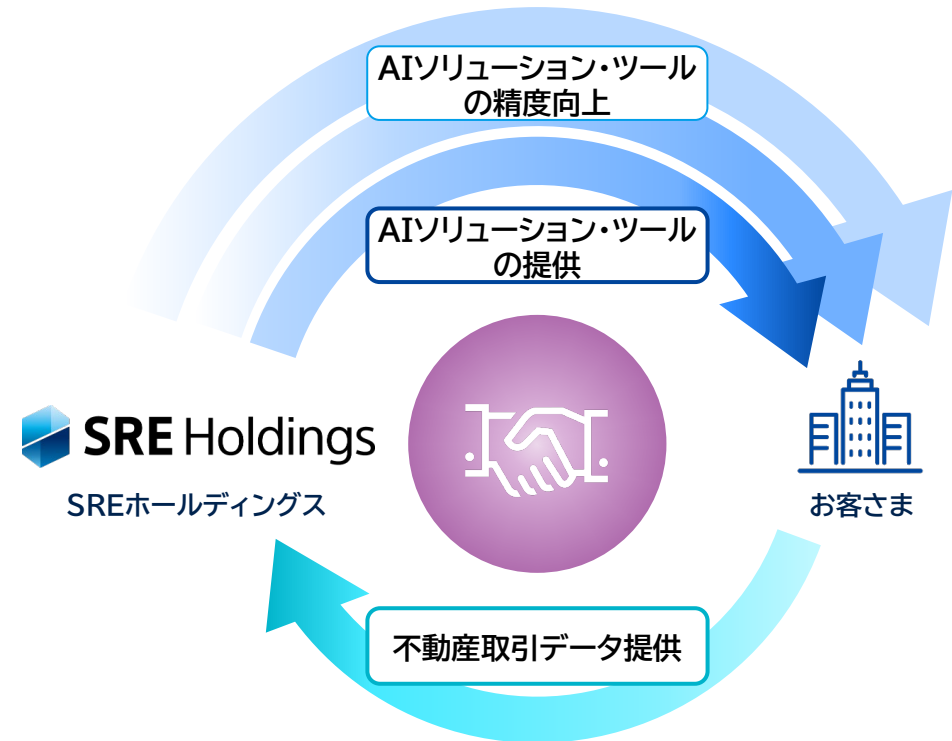 AIソリューション・ツール
の精度向上
AIソリューション・ツール
の提供
SRE Holdings
SREホールディングス
お客さま
不動産取引データ提供